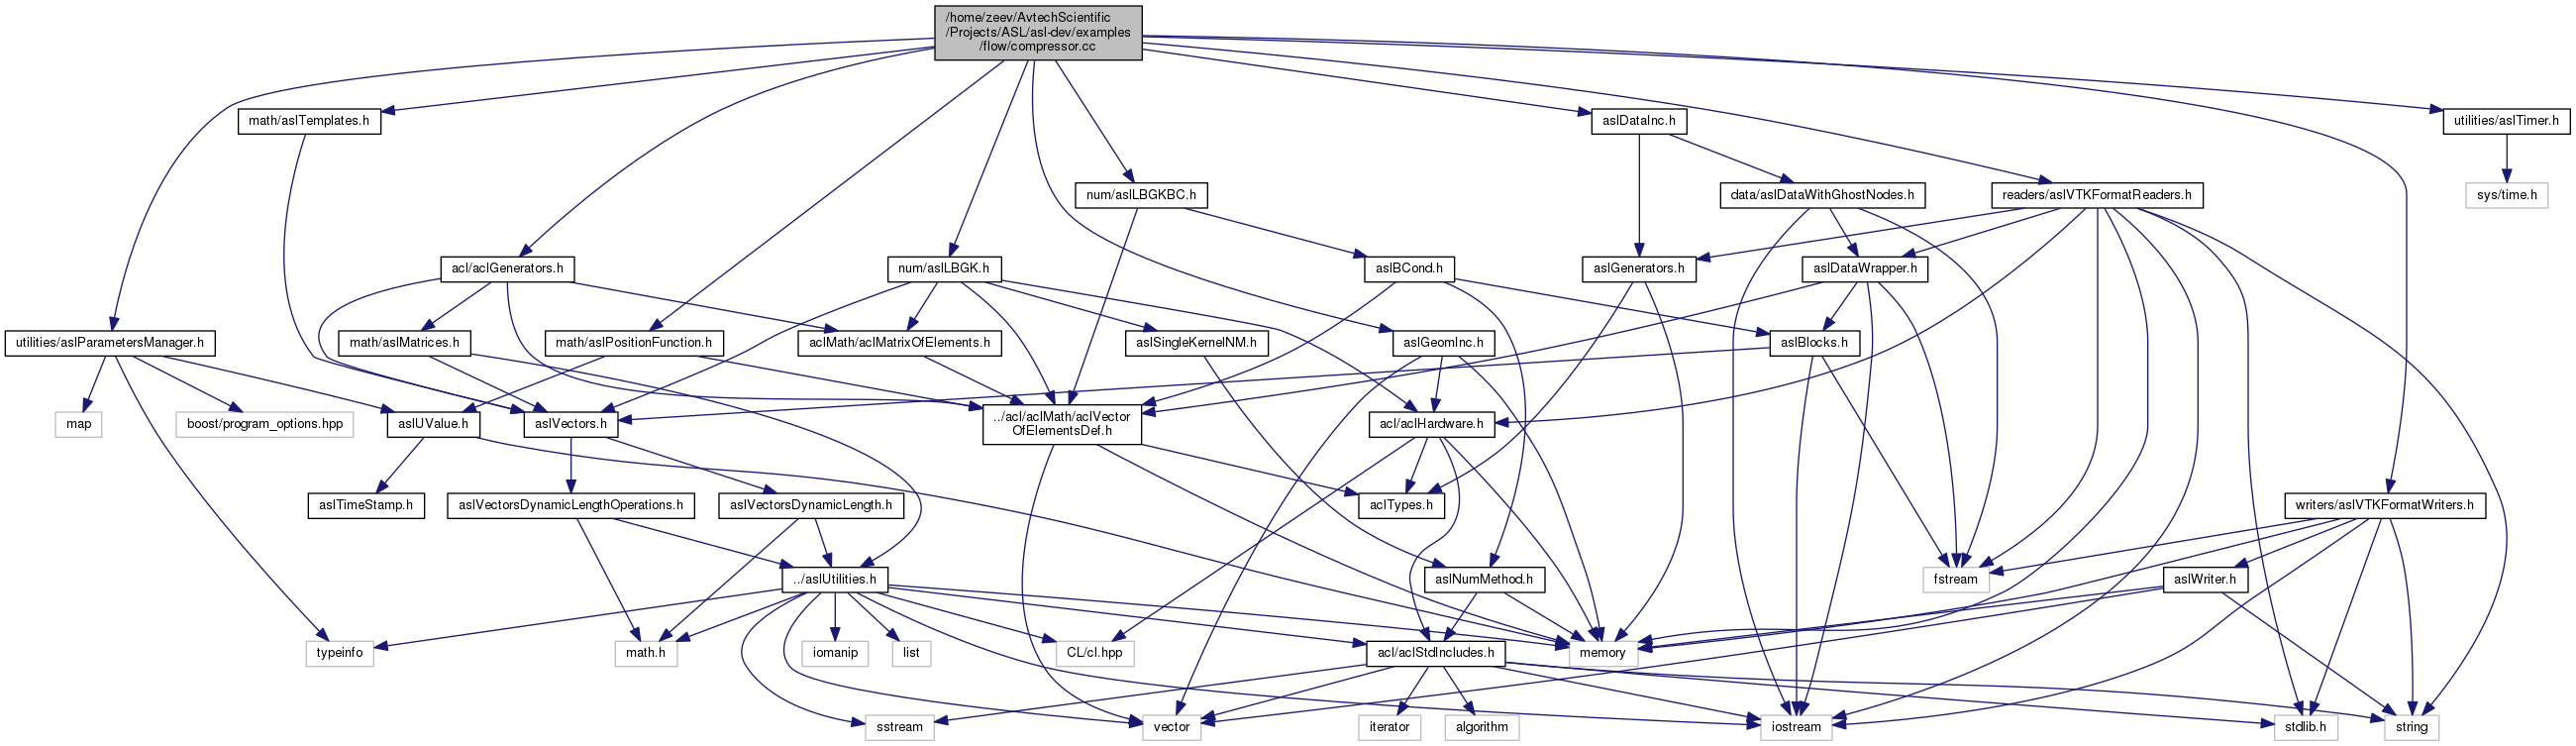 /home/zeev/AvtechScientific
/Projects/ASL/asl-dev/examples
/flow/compressor.cc
math/aslTemplates.h
aslDataInc.h
utilities/aslTimer.h
num/aslLBGKBC.h
data/aslDataWithGhostNodes.h
readers/aslVTKFormatReaders.h
sys/time.h
acl/aclGenerators.h
num/aslLBGK.h
aslBCond.h
aslGenerators.h
aslDataWrapper.h
utilities/aslParametersManager.h
math/aslMatrices.h
math/aslPositionFunction.h
aclMath/aclMatrixOfElements.h
aslSingleKernelNM.h
aslGeomInc.h
aslBlocks.h
map
boost/program_options.hpp
aslUValue.h
aslVectors.h
../acl/aclMath/aclVector
OfElementsDef.h
acl/aclHardware.h
aslTimeStamp.h
aslVectorsDynamicLengthOperations.h
aslVectorsDynamicLength.h
aclTypes.h
writers/aslVTKFormatWriters.h
../aslUtilities.h
aslNumMethod.h
fstream
aslWriter.h
typeinfo
math.h
iomanip
list
CL/cl.hpp
acl/aclStdIncludes.h
memory
sstream
vector
iterator
algorithm
iostream
stdlib.h
string